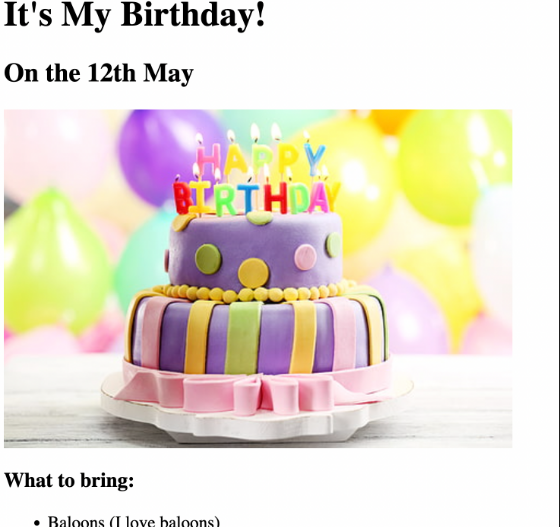 It's My Birthday!
On the 12th May
HAPPY
BIRTHDAY
What to bring:
• Baloons (I love baloons)